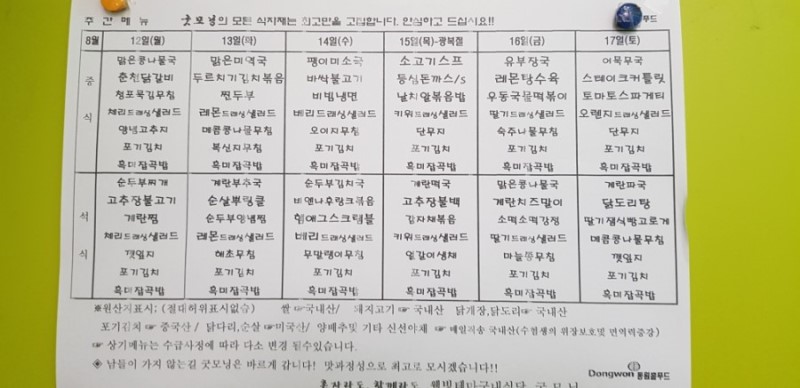 주간메뉴 굿모닝의 모든 식자재는 최고만을 고집합니다. 안심하고 드십시요!! 푸드
8월 12일(월) 13일(화) 14일(수) 15일(목)-광복절 16일(금) 17일(토)
중식
맑은콩나물국 맑은미역국 팽이미소국 소고기스프 유부장국 어묵무국
춘천닭갈비 두르치기김치볶음 바싹불고기 등심돈까스/s 레몬탕수육 스테이크커틀릿
청포묵김무침 찐두부 비빔냉면 날치알볶음밥 우동국물떡볶이 토마토스파게티
체리드레싱샐러드 레몬드레싱샐러드 베리드레싱샐러드 키위드레싱샐러드 딸기드레싱샐러드 오렌지드레싱샐러드
양념고추지 매콤콩나물무침 오이지무침 단무지 숙주나물무침 단무지
포기김치 복신지무침 포기김치 포기김치 포기김치 포기김치
흑미잡곡밥 흑미잡곡밥 흑미잡곡밥 흑미잡곡밥 흑미잡곡밥 흑미잡곡밥
석식
순두부찌개 계란부추국 순두부김치국 계란떡국 맑은콩나물국 계란파국
고추장불고기 순살뿌링클 비엔나후랑크볶음 고추장불백 계란치즈말이 닭도리탕
계란찜 순두부양념찜 햄에그스크램블 감자채볶음 소떡소떡강정 딸기잼식빵고로케
체리드레싱샐러드 레몬드레싱샐러드 베리드레싱샐러드 키위드레싱샐러드 딸기드레싱샐러드 매콤콩나물무침
깻잎지 해초무침 무말랭이무침 얼갈이생채 마늘쫑무침 깻잎지
포기김치 포기김치 포기김치 포기김치 포기김치 포기김치
흑미잡곡밥 흑미잡곡밥 흑미잡곡밥 흑미잡곡밥 흑미잡곡밥 흑미잡곡밥
※원산지표시: (절대허위표시없슴) 쌀☞국내산/ 돼지고기 ☞ 국내산 닭개장,닭도리☞ 국내산
포기김치 ☞ 중국산 / 닭다리,순살 ☞미국산/ 양배추및 기타 신선야채 ☞ 매일직송 국내산(수험생의 위장보호및 면역력증강)
☞ 상기메뉴는 수급사정에 따라 다소 변경 될수있습니다.
◈ 남들이 가지 않는길 굿모닝은 바르게 갑니다! 맛과정성으로 최고로 모시겠습니다!!
Dongwon 동원홈푸드